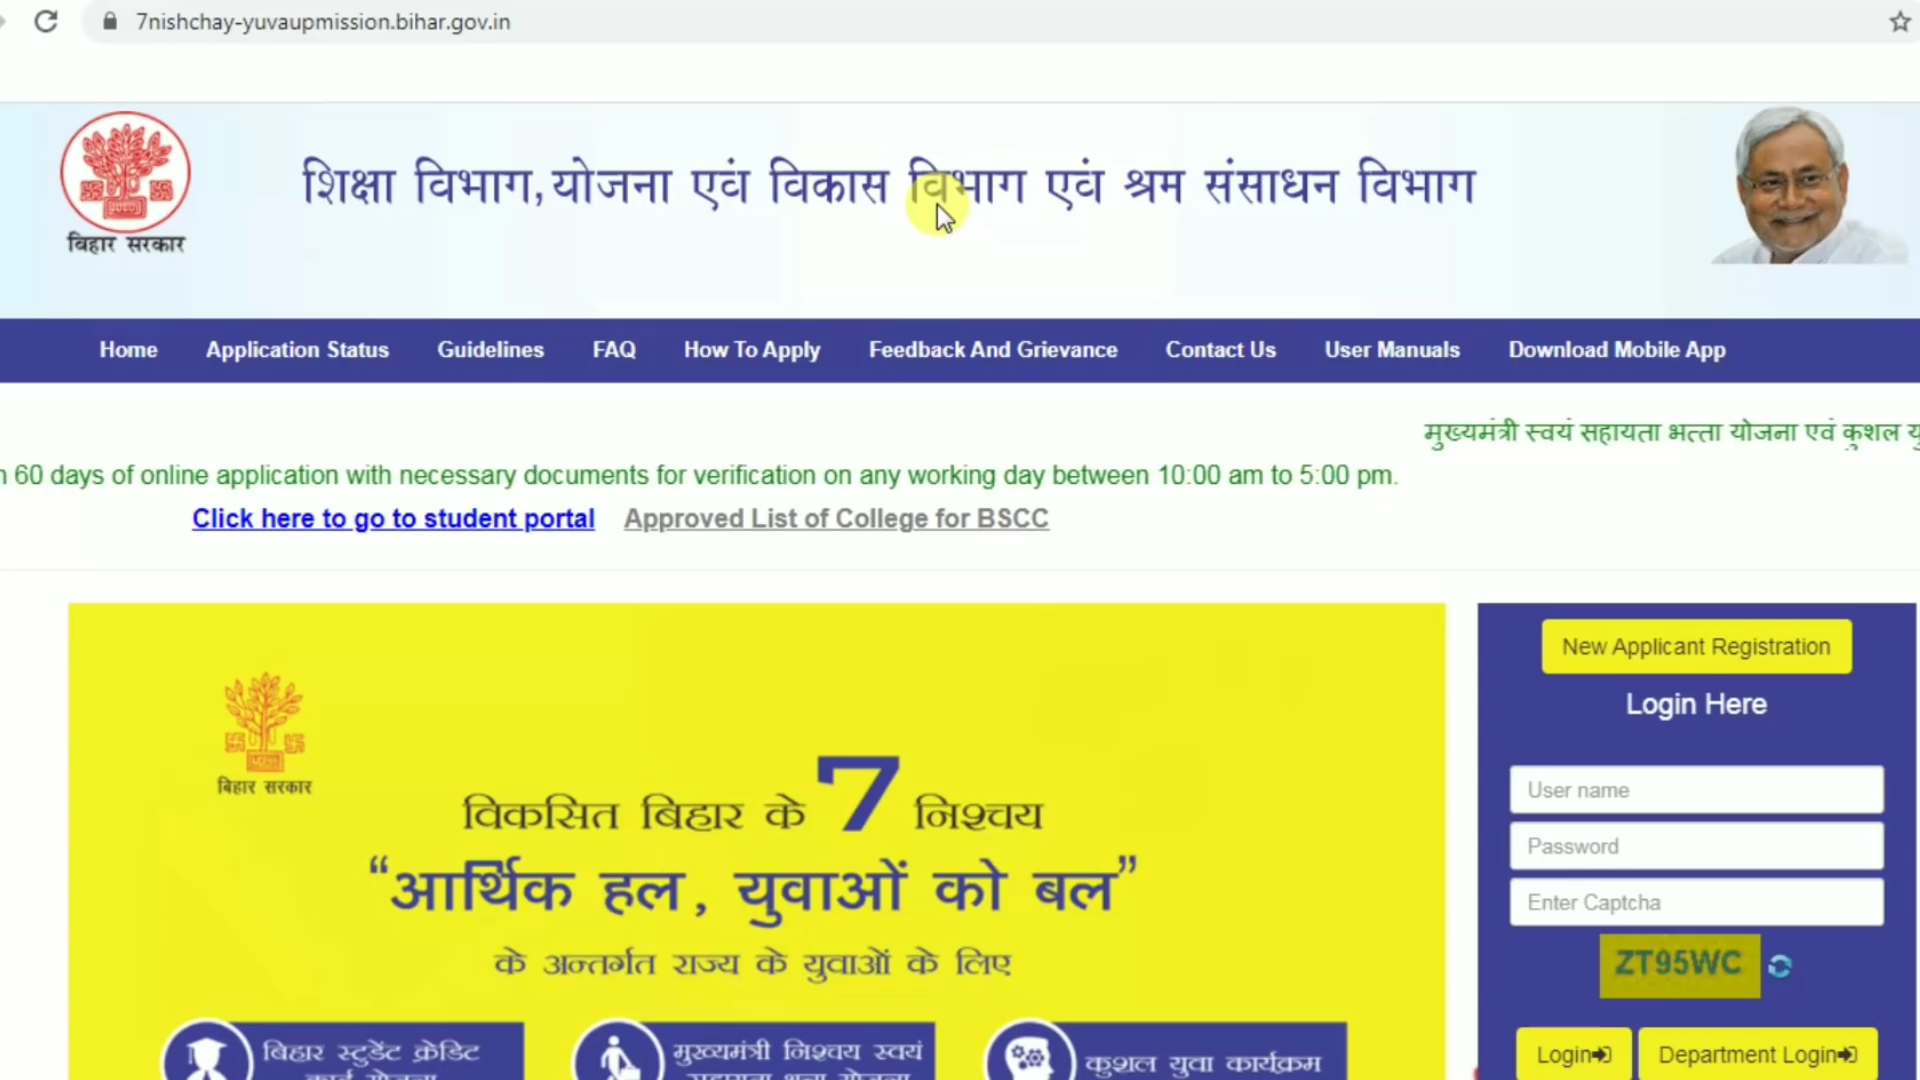 7nishchay-yuvaupmission.bihar.gov.in
शिक्षा विभाग,योजना एवं विकास विभाग एवं श्रम संसाधन विभाग
बिहार सरकार
Home Application Status Guidelines FAQ How To Apply Feedback And Grievance Contact Us User Manuals Download Mobile App
मुख्यमंत्री स्वयं सहायता भत्ता योजना एवं कुशल
60 days of online application with necessary documents for verification on any working day between 10:00 am to 5:00 pm.
Click here to go to student portal Approved List of College for BSCC
New Applicant Registration
Login Here
User name
Password
Enter Captcha
ZT95WC
Login Department Login
बिहार सरकार
विकसित बिहार के 7 निश्चय
“आर्थिक हल, युवाओं को बल”
के अन्तर्गत राज्य के युवाओं के लिए
बिहार स्टुडेंट क्रेडिट
मुख्यमंत्री निश्चय स्वयं
कुशल युवा कार्यक्रम